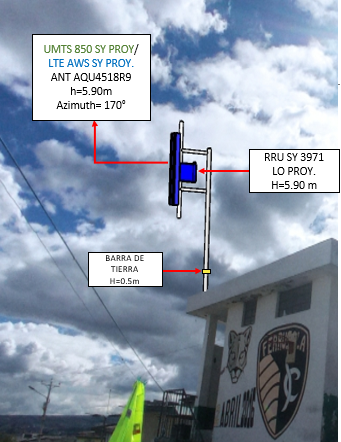 UMTS 850 SY PROY/
LTE AWS SY PROY.
ANT AQU4518R9
h=5.90m
Azimuth= 170°
RRU SY 3971
LO PROY.
H=5.90 m
BARRA DE
TIERRA
H=0.5m
ABRIL